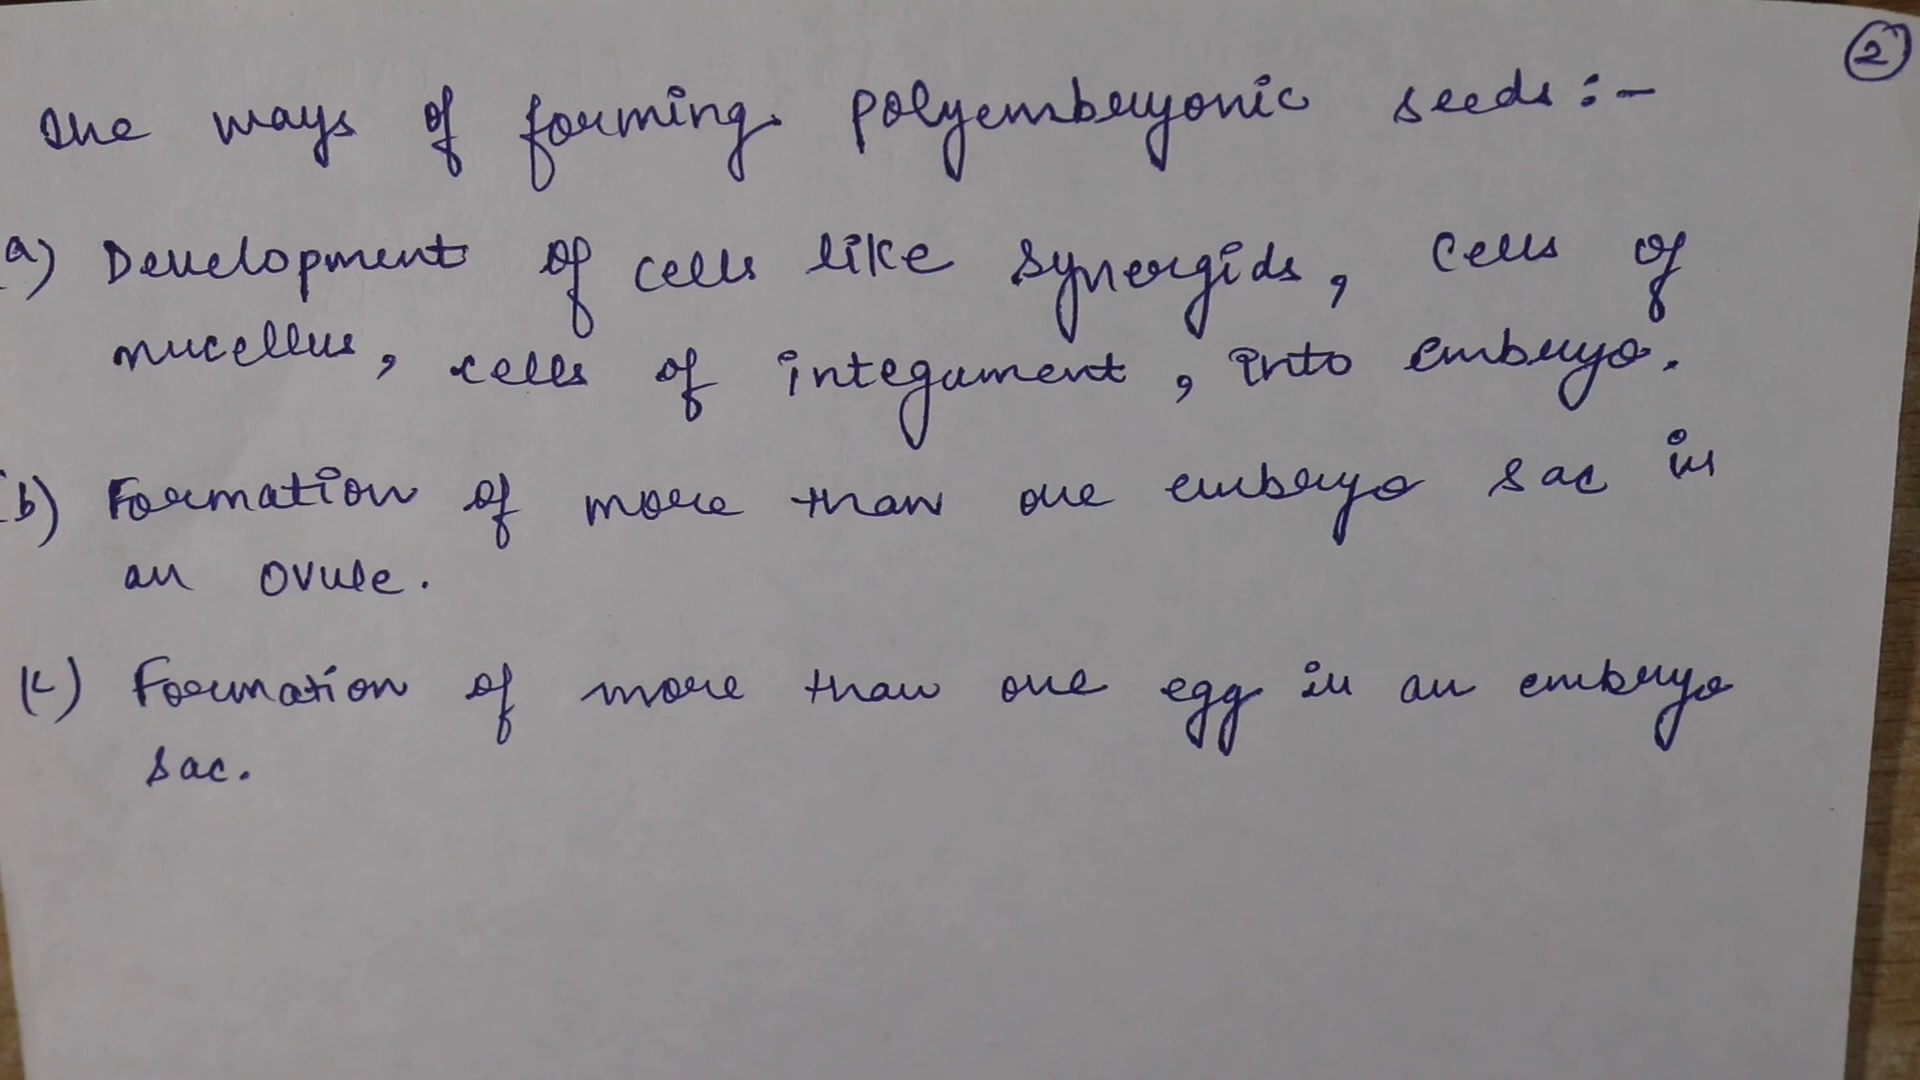 2
The ways of forming polyembryonic seeds:-
a) Development of cells like synergids, cells of
nucellus, cells of integument, into embryo.
(b) Formation of more than one embryo sac in
an ovule.
(c) Formation of more than one egg in an embryo
sac.